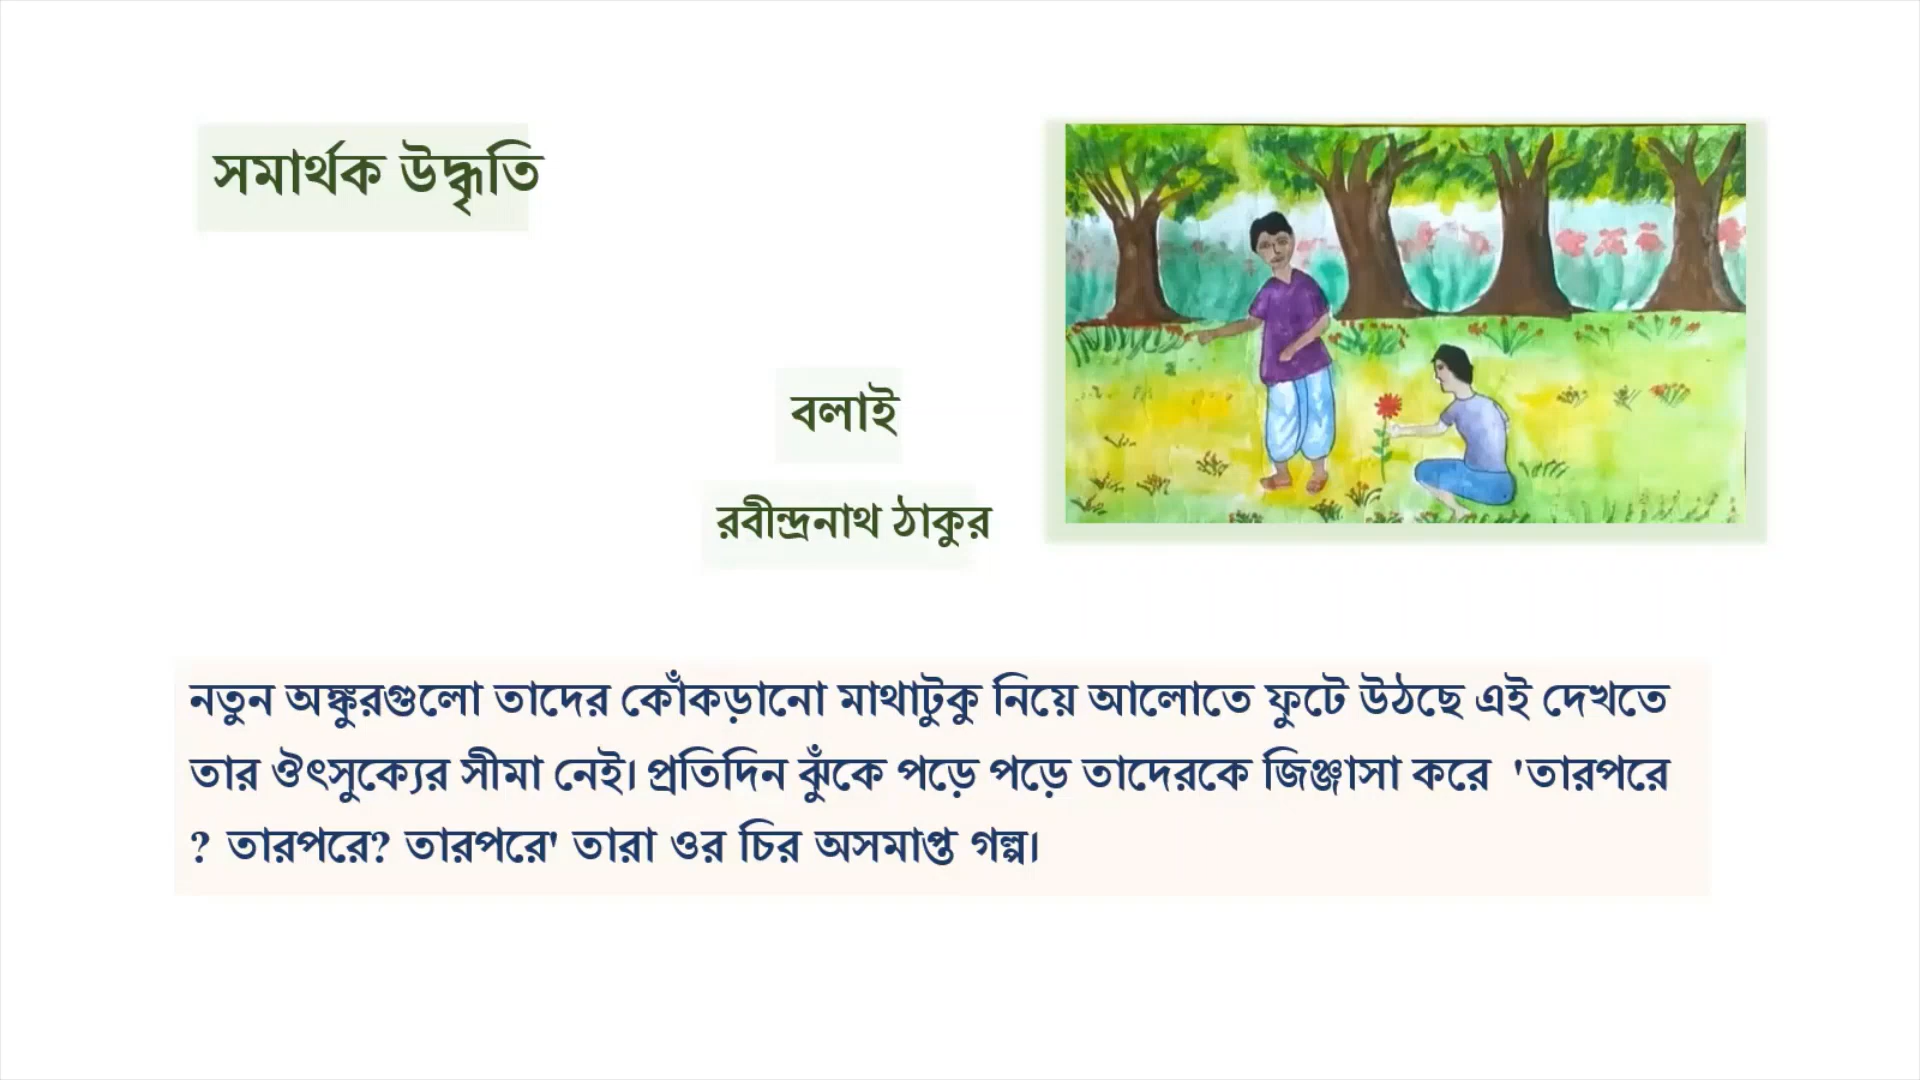 সমার্থক উদ্ধৃতি
বলাই
রবীন্দ্রনাথ ঠাকুর
নতুন অঙ্কুরগুলো তাদের কোঁকড়ানো মাথাটুকু নিয়ে আলোতে ফুটে উঠছে এই দেখতে
তার ঔৎসুক্যের সীমা নেই। প্রতিদিন ঝুঁকে পড়ে পড়ে তাদেরকে জিজ্ঞাসা করে 'তারপরে
? তারপরে? তারপরে' তারা ওর চির অসমাপ্ত গল্প।